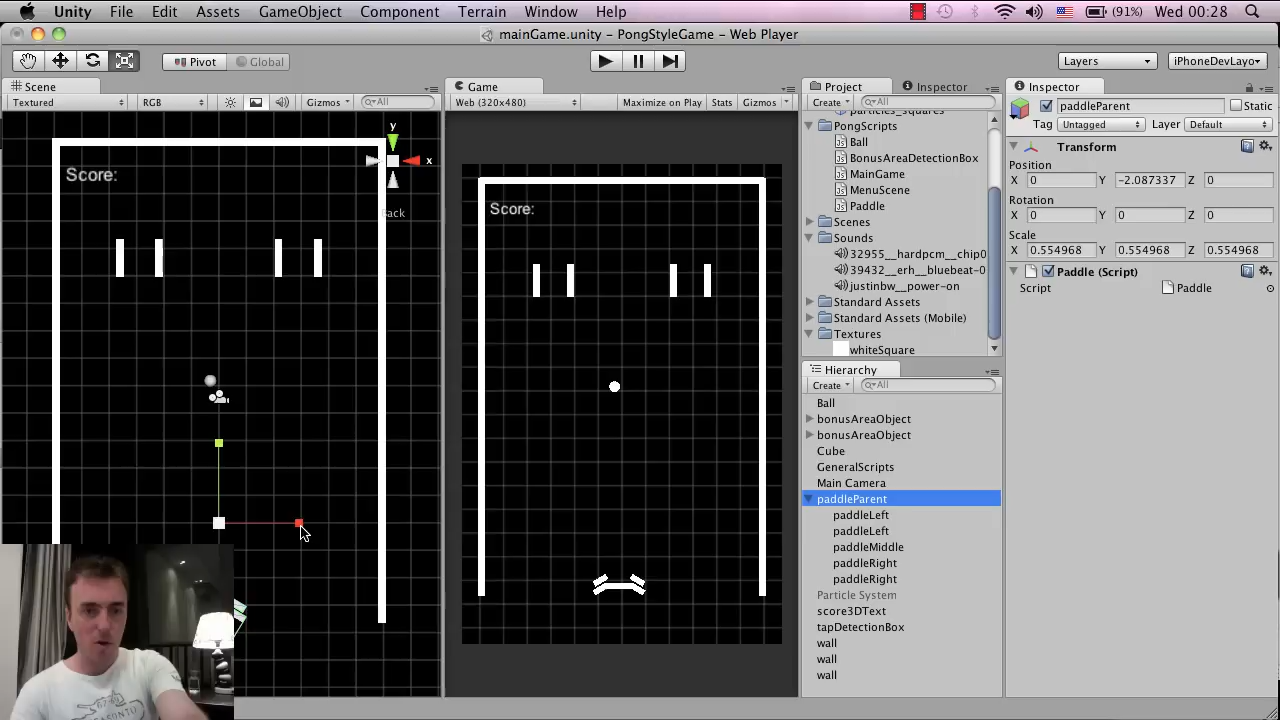 Unity File Edit Assets GameObject Component Terrain Window Help (91%) Wed 00:28
mainGame.unity – PongStyleGame – Web Player
Pivot Global Layers iPhoneDevLayo
Scene
Textured RGB Gizmos All
y
x
Back
Score:
Game
Web (320x480) Maximize on Play Stats Gizmos
Score:
Project Inspector
Create All
particles_squares
PongScripts
Ball
BonusAreaDetectionBox
MainGame
MenuScene
Paddle
Scenes
Sounds
32955__hardpcm__chip0
39432__erh__bluebeat-0
justinbw__power-on
Standard Assets
Standard Assets (Mobile)
Textures
whiteSquare
Hierarchy
Create All
Ball
bonusAreaObject
bonusAreaObject
Cube
GeneralScripts
Main Camera
paddleParent
paddleLeft
paddleLeft
paddleMiddle
paddleRight
paddleRight
Particle System
score3DText
tapDetectionBox
wall
wall
wall
Inspector
paddleParent Static
Tag Untagged Layer Default
Transform
Position
X 0 Y -2.087337 Z 0
Rotation
X 0 Y 0 Z 0
Scale
X 0.554968 Y 0.554968 Z 0.554968
Paddle (Script)
Script Paddle